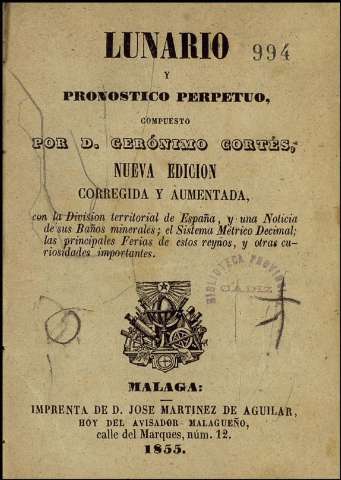 LUNARIO
994
Y
PRONOSTICO PERPETUO,
COMPUESTO
POR D. GERÓNIMO CORTÉS,
NUEVA EDICION
CORREGIDA Y AUMENTADA,
con la Division territorial de España, y una Noticia
de sus Baños minerales; el Sistema Métrico Decimal;
las principales Ferias de estos reynos, y otras cu-
riosidades importantes.
BIBLIOTECA PROVINCIAL
CADIZ
MALAGA:
IMPRENTA DE D. JOSE MARTINEZ DE AGUILAR,
HOY DEL AVISADOR MALAGUEÑO,
calle del Marques, núm. 12.
1855.